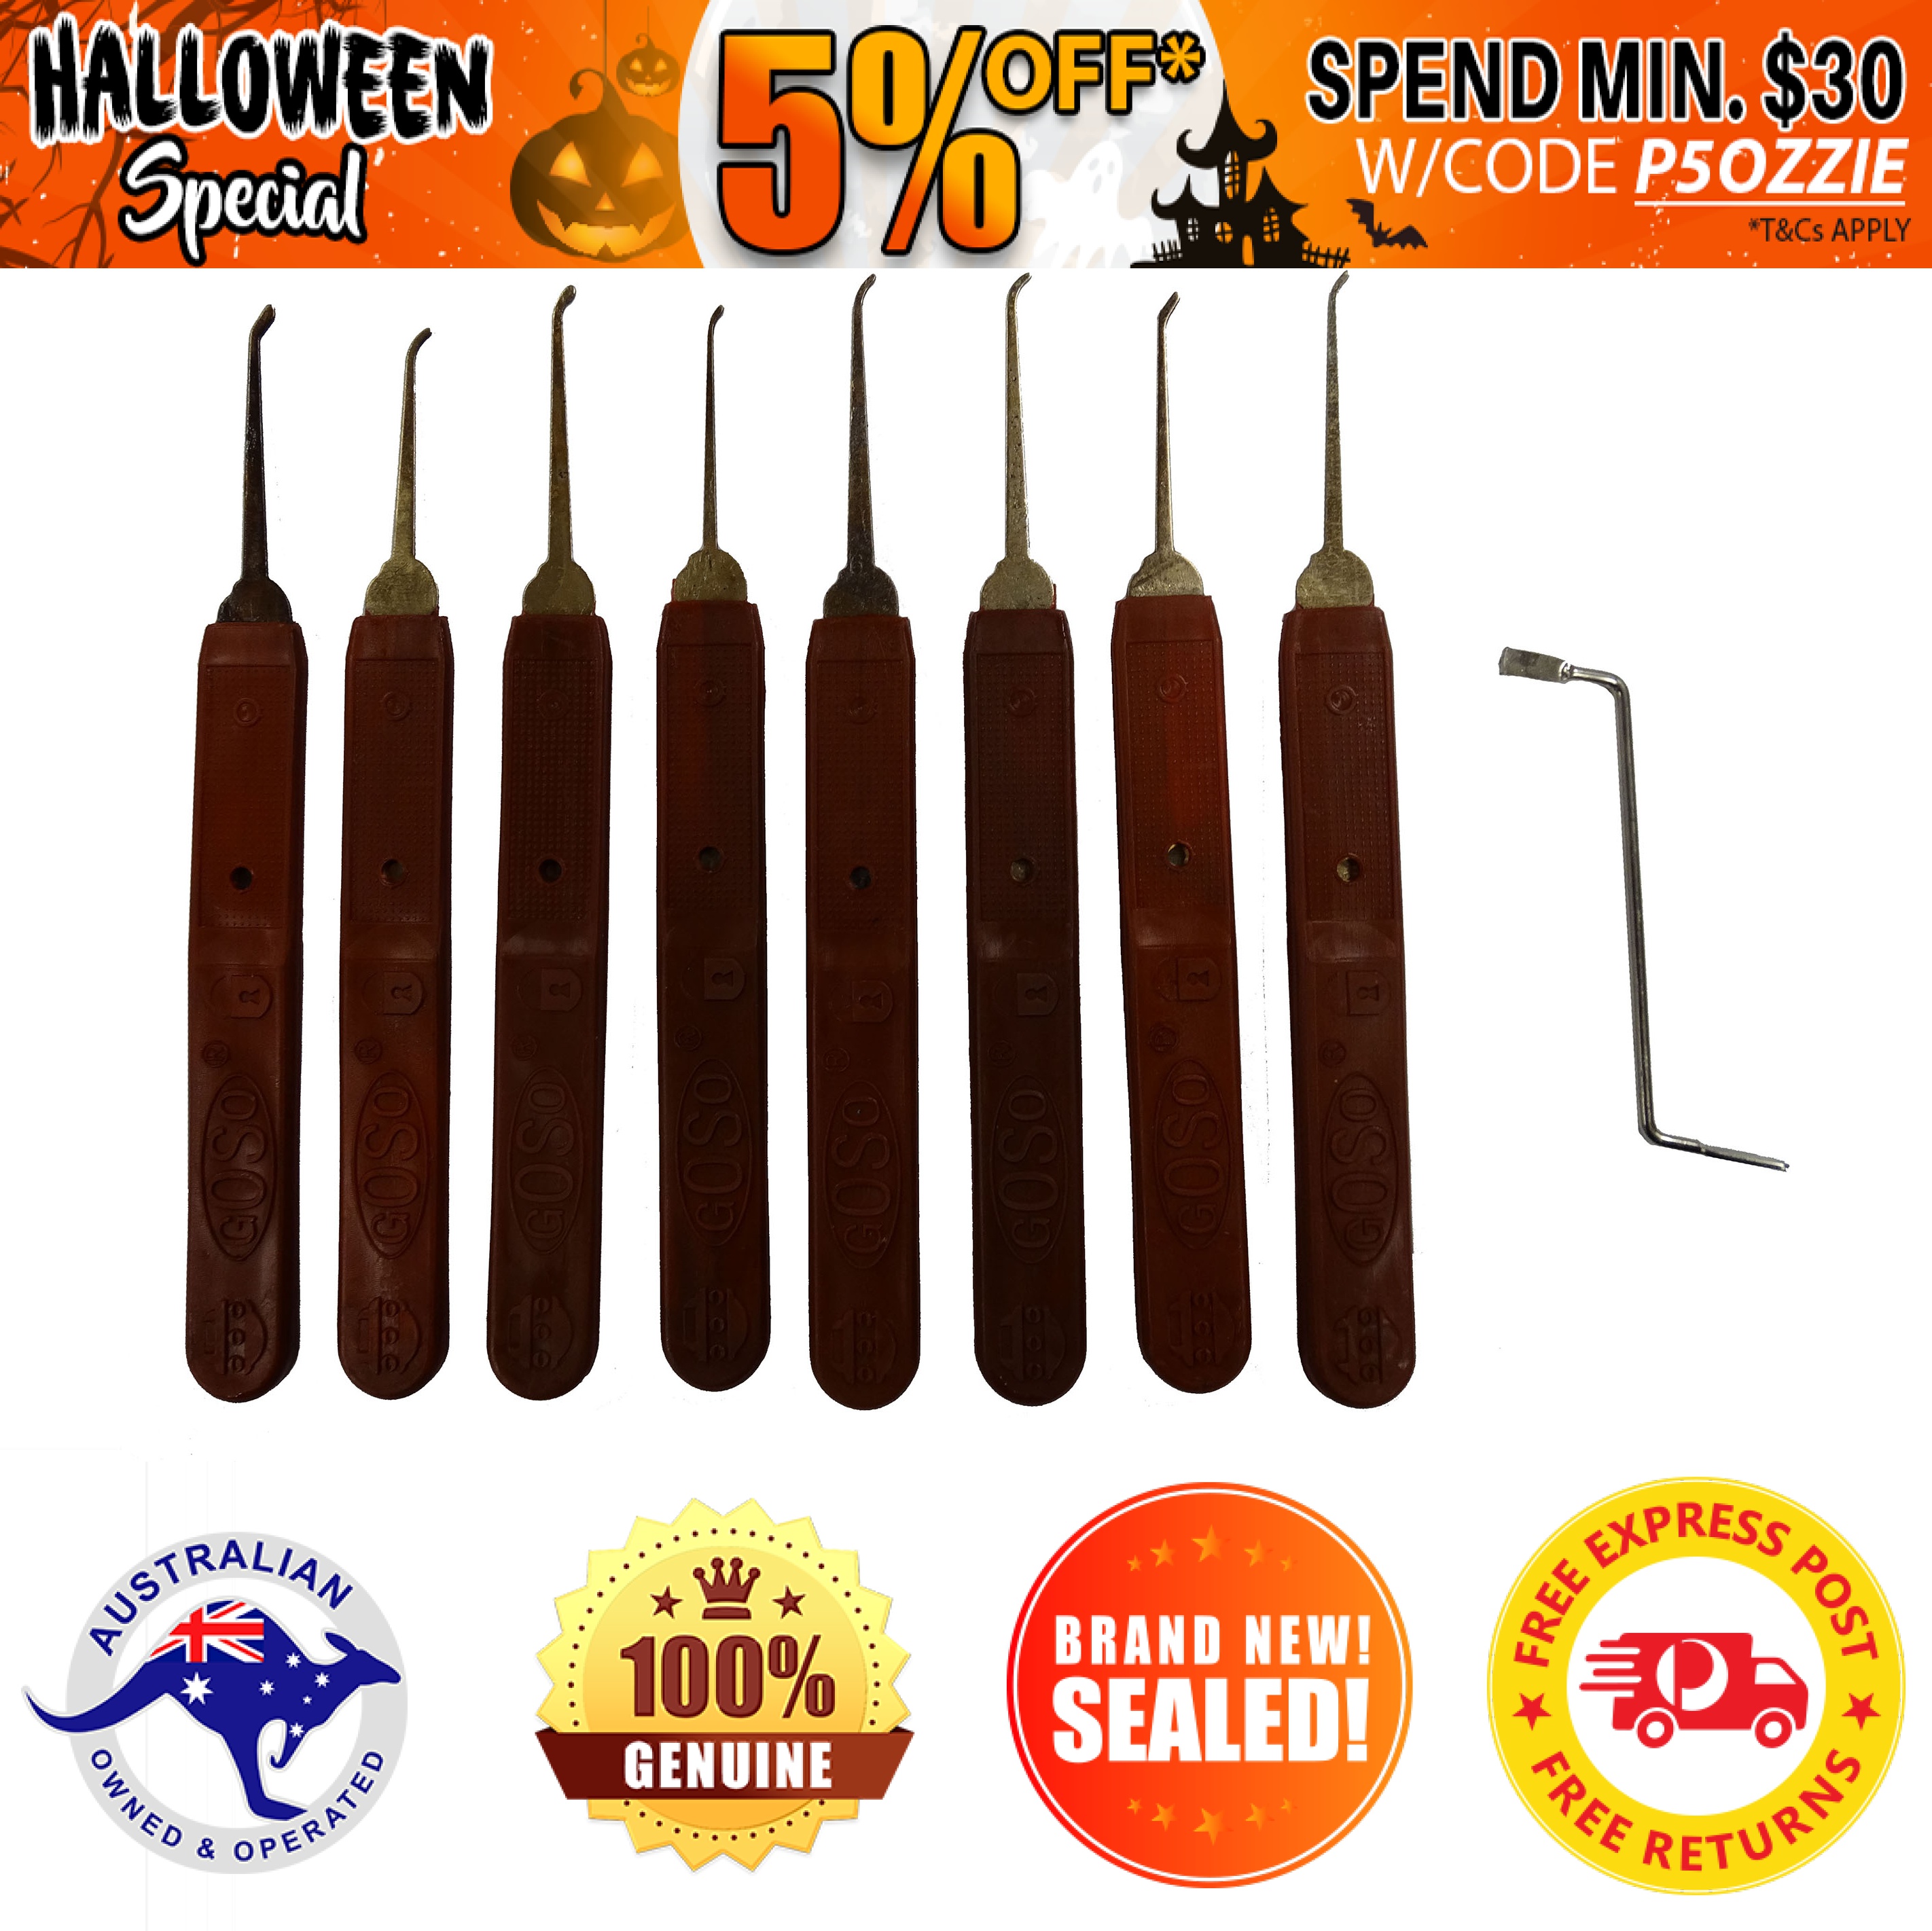 HALLOWEEN
Special
5% OFF*
SPEND MIN. $30
W/CODE P5OZZIE
*T&Cs APPLY
GOSO ®
GOSO ®
GOSO
GOSO
GOSO ®
GOSO ®
GOSO ®
GOSO ®
AUSTRALIAN
OWNED & OPERATED
100%
GENUINE
BRAND NEW!
SEALED!
FREE EXPRESS POST
FREE RETURNS